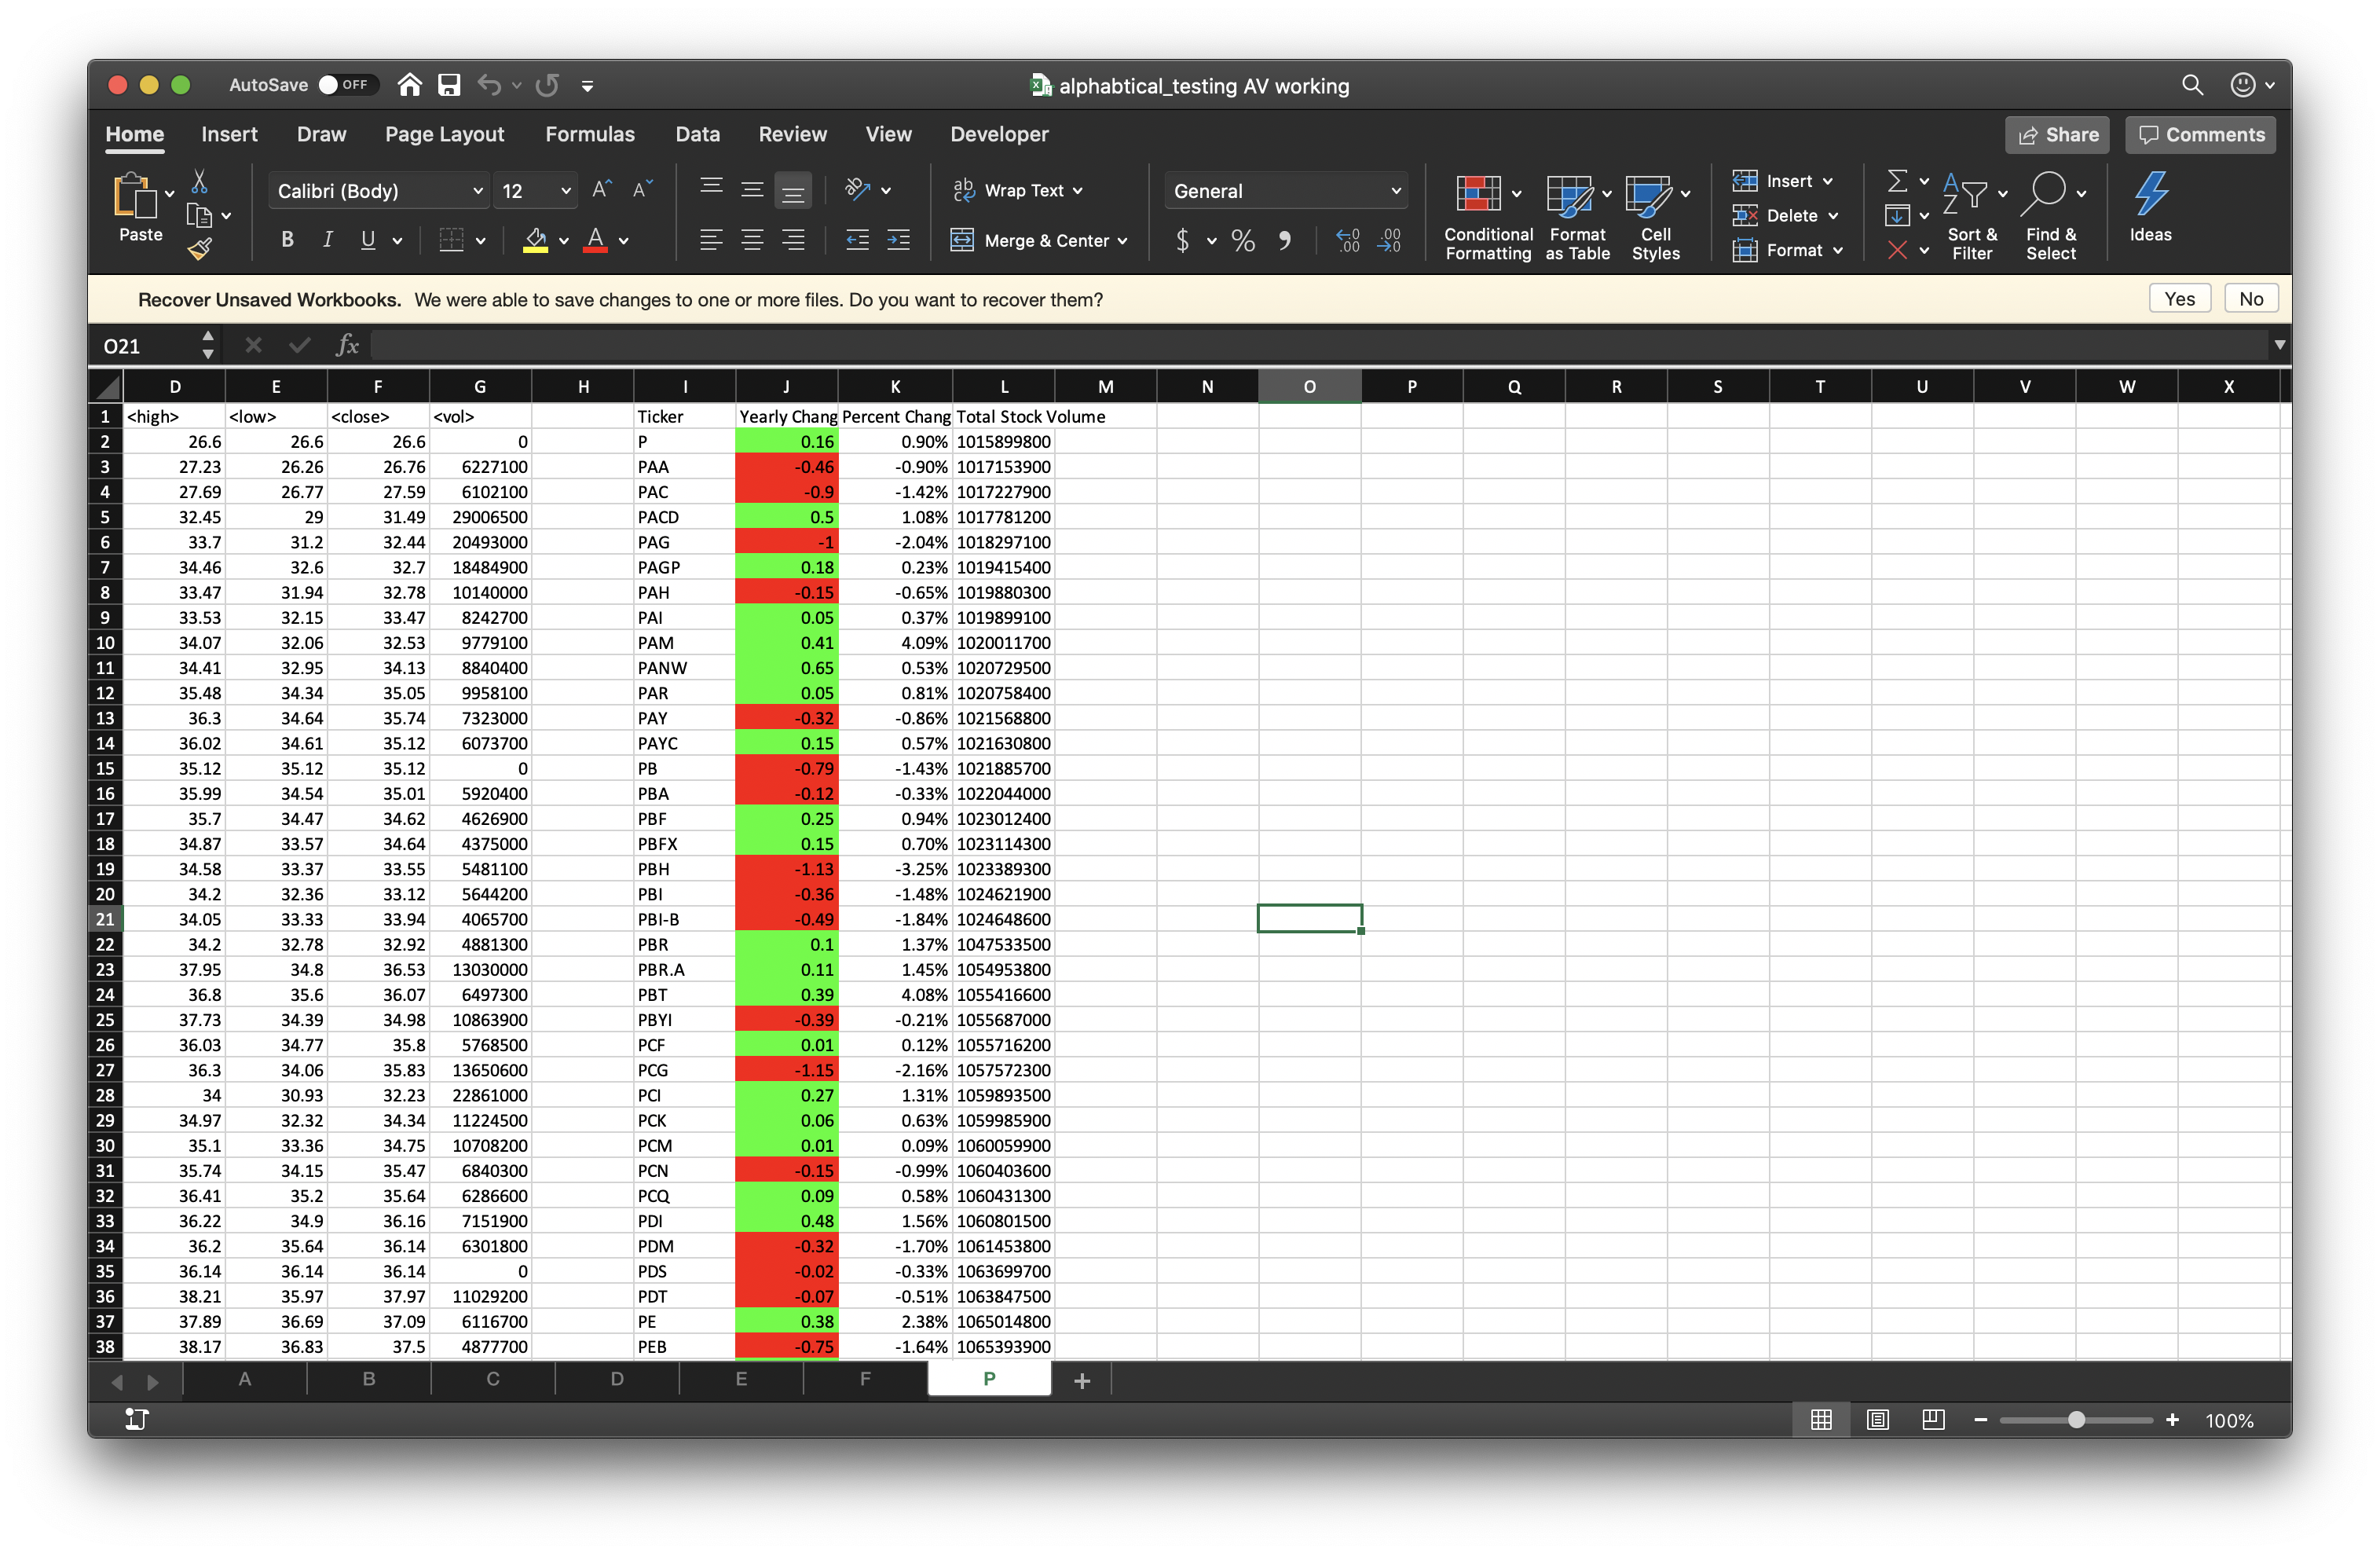 AutoSave OFF alphabtical_testing AV working
Home Insert Draw Page Layout Formulas Data Review View Developer Share Comments
Paste Calibri (Body) 12 Wrap Text General Insert
B I U A Merge & Center $ % Conditional Formatting Format as Table Cell Styles Delete Format Sort & Filter Find & Select Ideas
Recover Unsaved Workbooks. We were able to save changes to one or more files. Do you want to recover them? Yes No
O21 fx
D E F G H I J K L M N O P Q R S T U V W X
1 <high> <low> <close> <vol> Ticker Yearly Chang Percent Chang Total Stock Volume
2 26.6 26.6 26.6 0 P 0.16 0.90% 1015899800
3 27.23 26.26 26.76 6227100 PAA -0.46 -0.90% 1017153900
4 27.69 26.77 27.59 6102100 PAC -0.9 -1.42% 1017227900
5 32.45 29 31.49 29006500 PACD 0.5 1.08% 1017781200
6 33.7 31.2 32.44 20493000 PAG -1 -2.04% 1018297100
7 34.46 32.6 32.7 18484900 PAGP 0.18 0.23% 1019415400
8 33.47 31.94 32.78 10140000 PAH -0.15 -0.65% 1019880300
9 33.53 32.15 33.47 8242700 PAI 0.05 0.37% 1019899100
10 34.07 32.06 32.53 9779100 PAM 0.41 4.09% 1020011700
11 34.41 32.95 34.13 8840400 PANW 0.65 0.53% 1020729500
12 35.48 34.34 35.05 9958100 PAR 0.05 0.81% 1020758400
13 36.3 34.64 35.74 7323000 PAY -0.32 -0.86% 1021568800
14 36.02 34.61 35.12 6073700 PAYC 0.15 0.57% 1021630800
15 35.12 35.12 35.12 0 PB -0.79 -1.43% 1021885700
16 35.99 34.54 35.01 5920400 PBA -0.12 -0.33% 1022044000
17 35.7 34.47 34.62 4626900 PBF 0.25 0.94% 1023012400
18 34.87 33.57 34.64 4375000 PBFX 0.15 0.70% 1023114300
19 34.58 33.37 33.55 5481100 PBH -1.13 -3.25% 1023389300
20 34.2 32.36 33.12 5644200 PBI -0.36 -1.48% 1024621900
21 34.05 33.33 33.94 4065700 PBI-B -0.49 -1.84% 1024648600
22 34.2 32.78 32.92 4881300 PBR 0.1 1.37% 1047533500
23 37.95 34.8 36.53 13030000 PBR.A 0.11 1.45% 1054953800
24 36.8 35.6 36.07 6497300 PBT 0.39 4.08% 1055416600
25 37.73 34.39 34.98 10863900 PBYI -0.39 -0.21% 1055687000
26 36.03 34.77 35.8 5768500 PCF 0.01 0.12% 1055716200
27 36.3 34.06 35.83 13650600 PCG -1.15 -2.16% 1057572300
28 34 30.93 32.23 22861000 PCI 0.27 1.31% 1059893500
29 34.97 32.32 34.34 11224500 PCK 0.06 0.63% 1059985900
30 35.1 33.36 34.75 10708200 PCM 0.01 0.09% 1060059900
31 35.74 34.15 35.47 6840300 PCN -0.15 -0.99% 1060403600
32 36.41 35.2 35.64 6286600 PCQ 0.09 0.58% 1060431300
33 36.22 34.9 36.16 7151900 PDI 0.48 1.56% 1060801500
34 36.2 35.64 36.14 6301800 PDM -0.32 -1.70% 1061453800
35 36.14 36.14 36.14 0 PDS -0.02 -0.33% 1063699700
36 38.21 35.97 37.97 11029200 PDT -0.07 -0.51% 1063847500
37 37.89 36.69 37.09 6116700 PE 0.38 2.38% 1065014800
38 38.17 36.83 37.5 4877700 PEB -0.75 -1.64% 1065393900
A B C D E F P +
100%